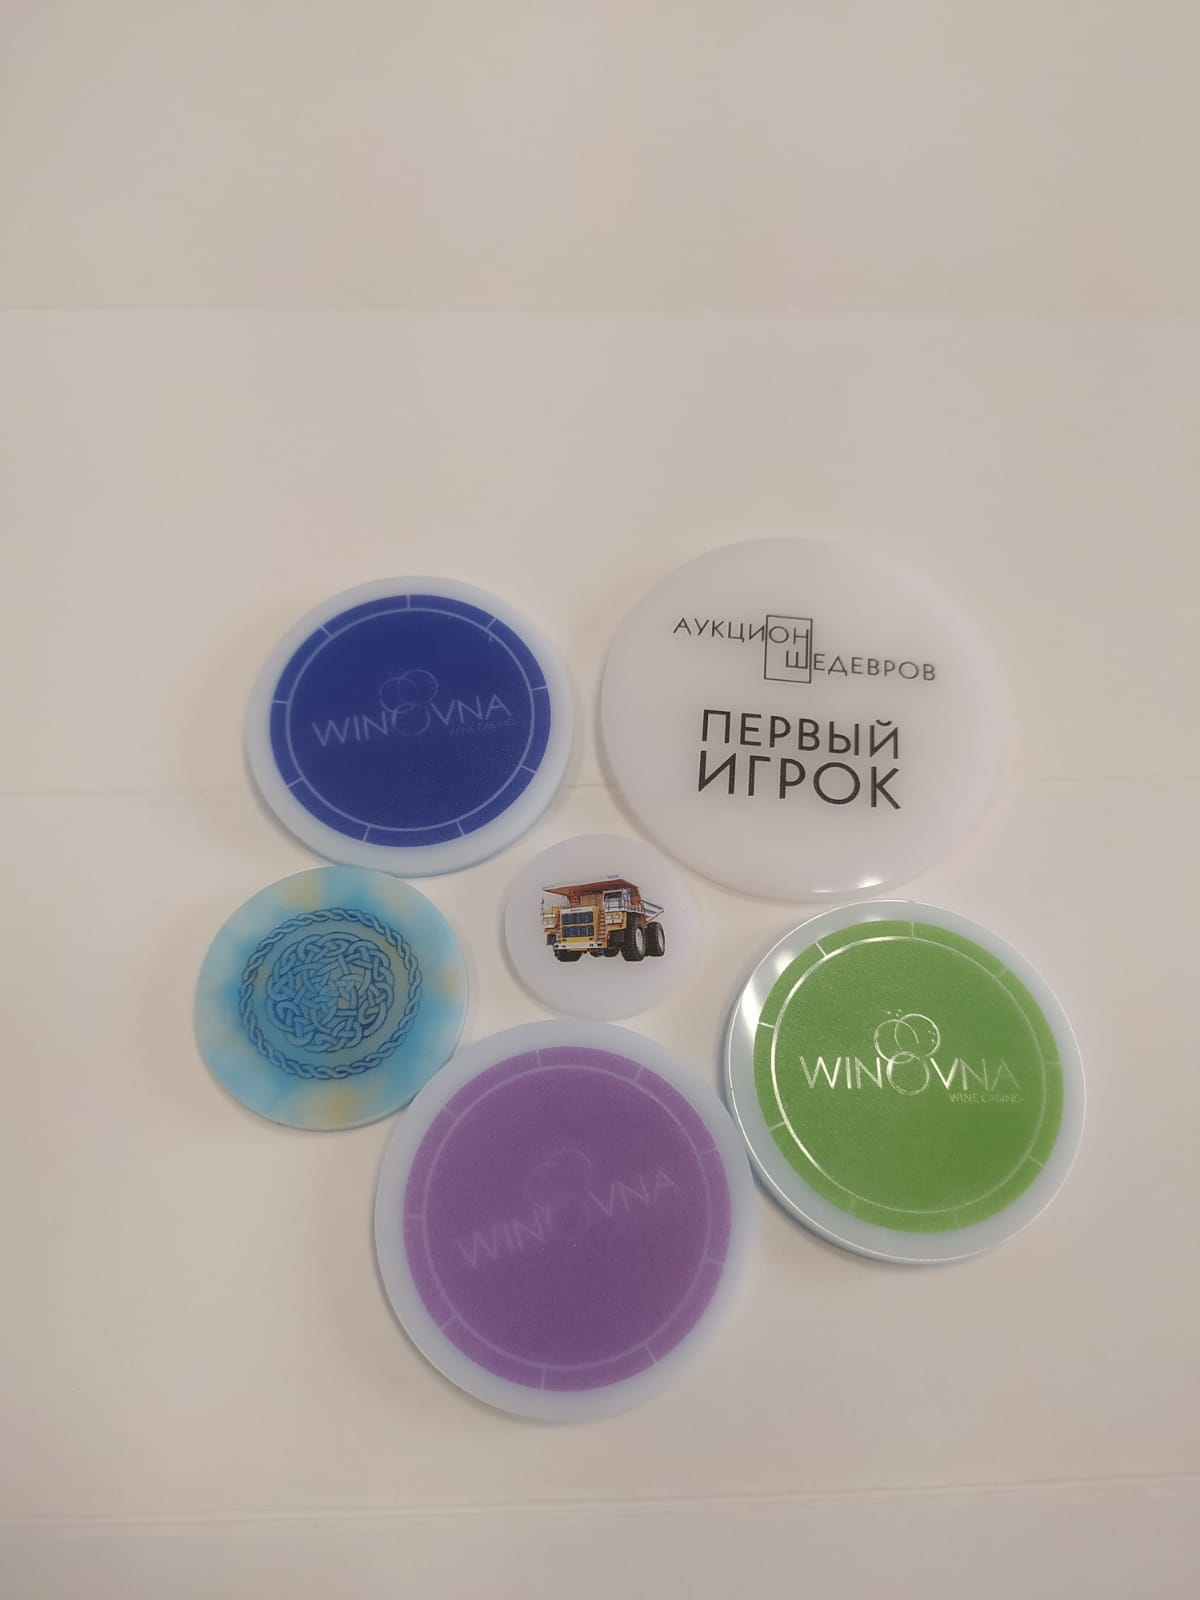 WINOVNA
WINE CASINO
АУКЦИОН
ШЕДЕВРОВ
ПЕРВЫЙ
ИГРОК
WINOVNA
WINE CASINO
WINOVNA